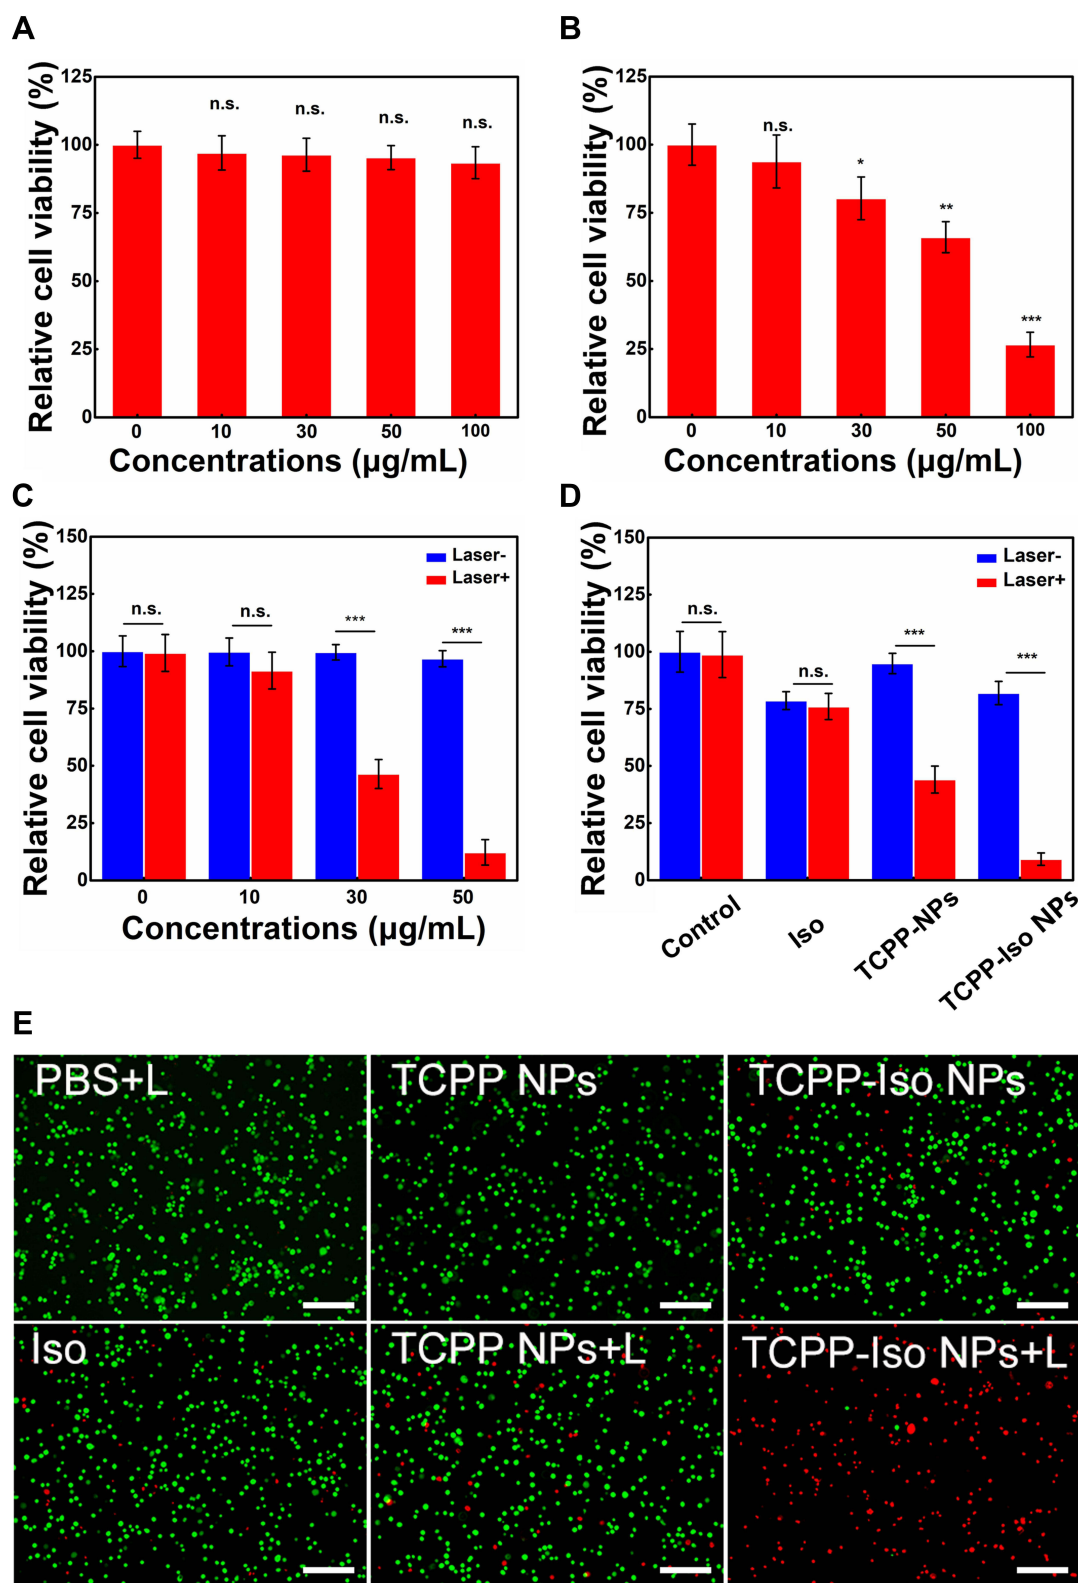 A
Relative cell viability (%)
125
100
75
50
25
0
n.s.
n.s.
n.s.
n.s.
0
10
30
50
100
Concentrations (µg/mL)
B
Relative cell viability (%)
125
100
75
50
25
0
n.s.
*
**
***
0
10
30
50
100
Concentrations (µg/mL)
C
Relative cell viability (%)
150
125
100
75
50
25
0
Laser-
Laser+
n.s.
n.s.
***
***
0
10
30
50
Concentrations (µg/mL)
D
Relative cell viability (%)
150
125
100
75
50
25
0
Laser-
Laser+
n.s.
n.s.
***
***
Control
Iso
TCPP-NPs
TCPP-Iso NPs
E
PBS+L
TCPP NPs
TCPP-Iso NPs
Iso
TCPP NPs+L
TCPP-Iso NPs+L